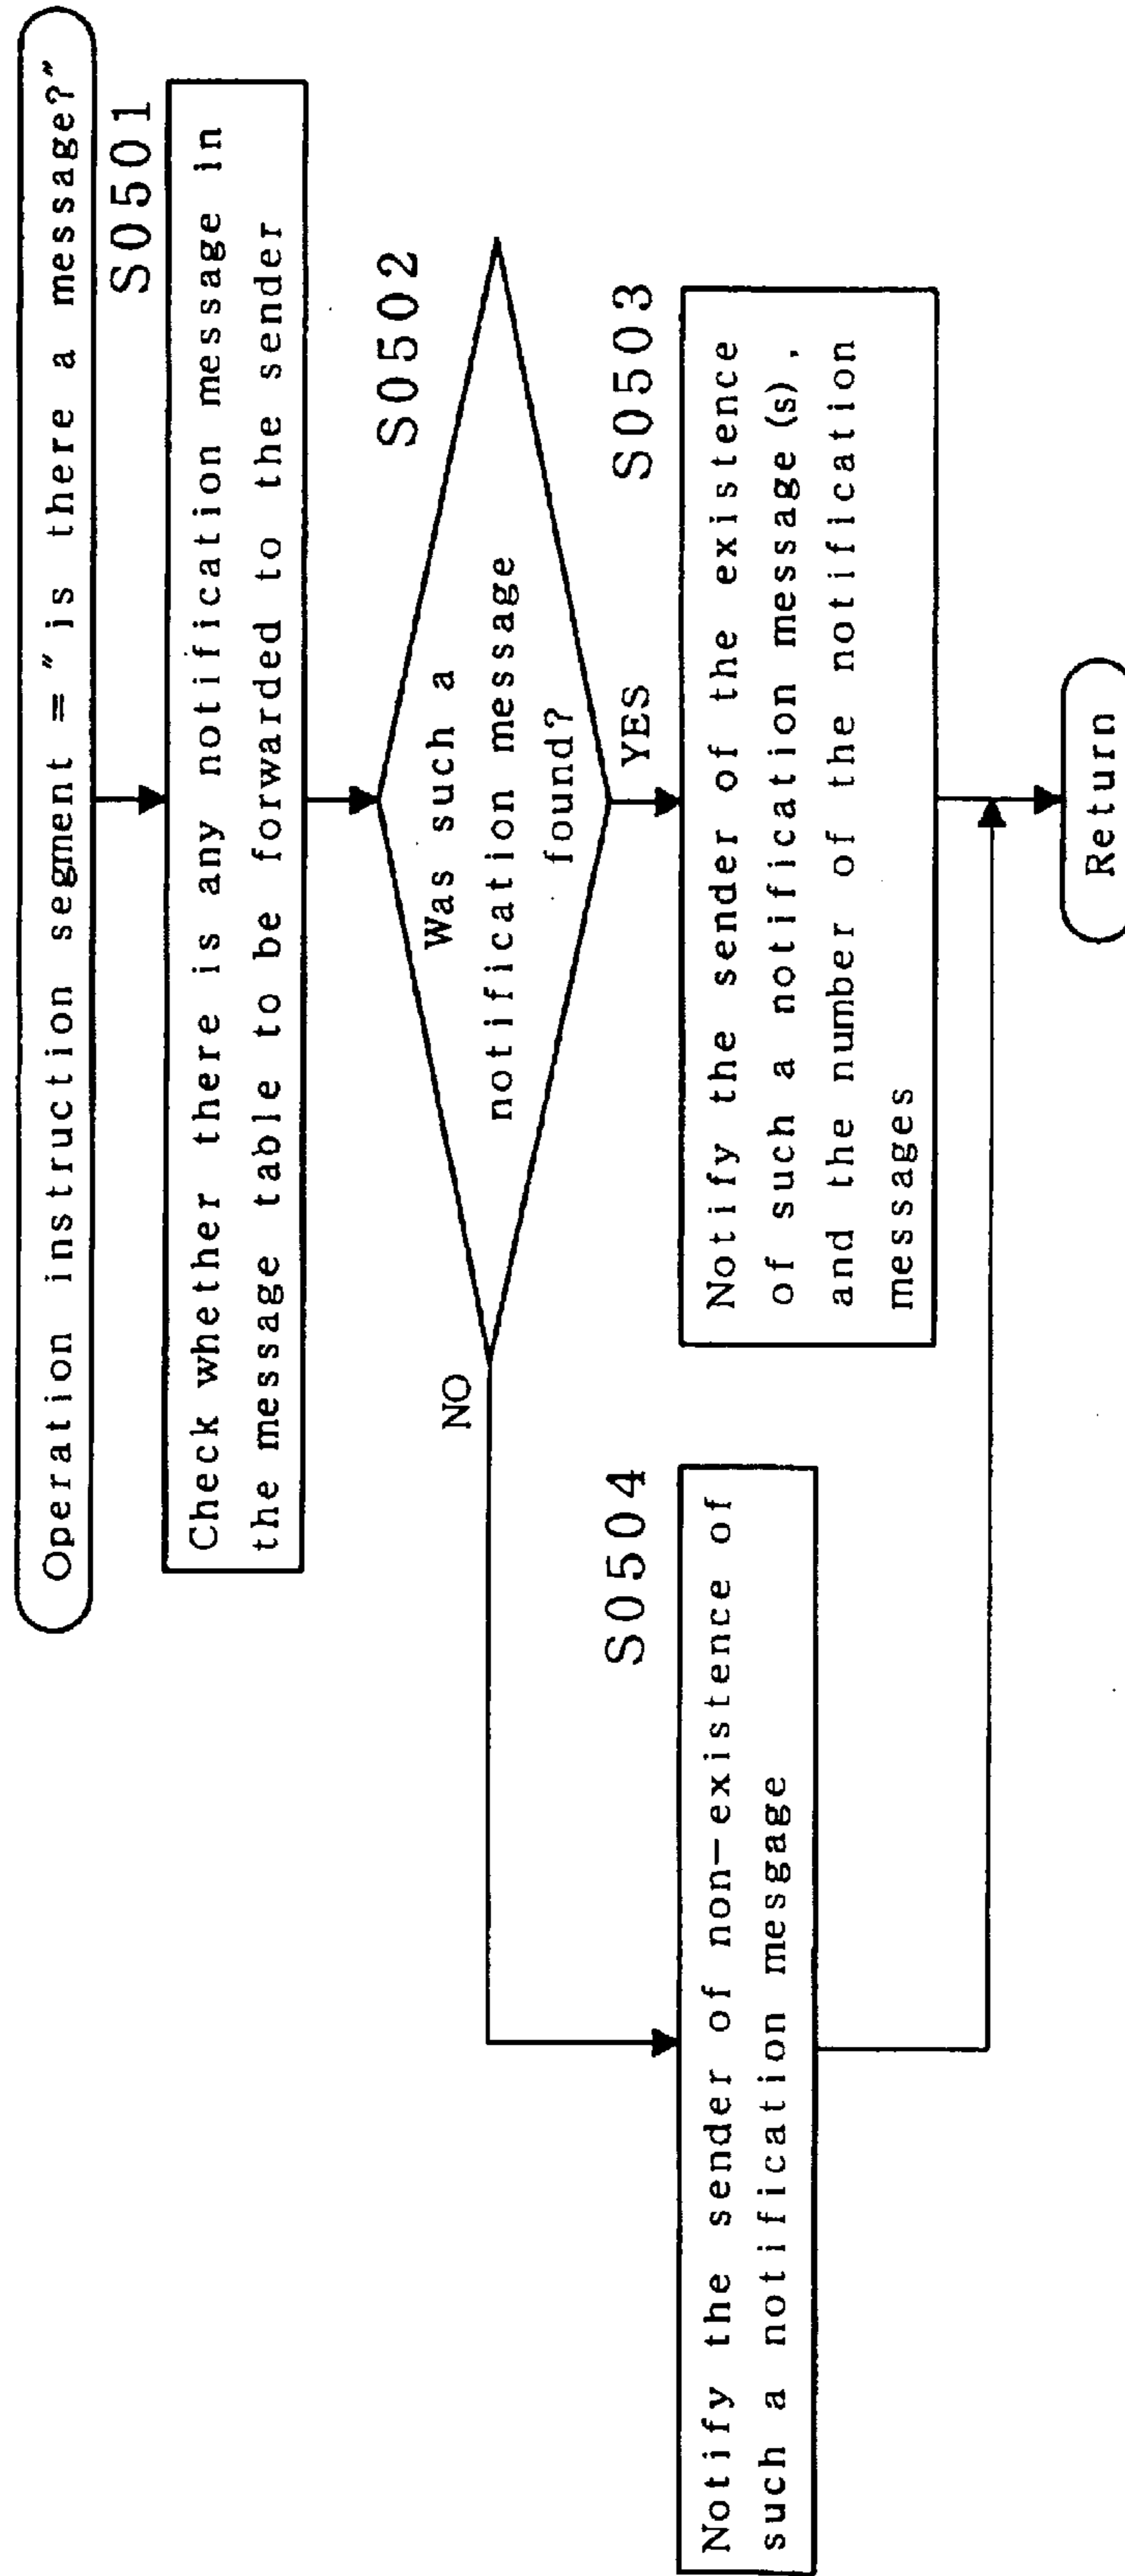 Operation instruction segment ="is there a message?"
S0501
Check whether there is any notification message in
the message table to be forwarded to the sender
S0502
Was such a
notification message
found?
NO
YES
S0504
Notify the sender of non-existence of
such a notification mesgage
S0503
Notify the sender of the existence
of such a notification message(s),
and the number of the notification
messages
Return